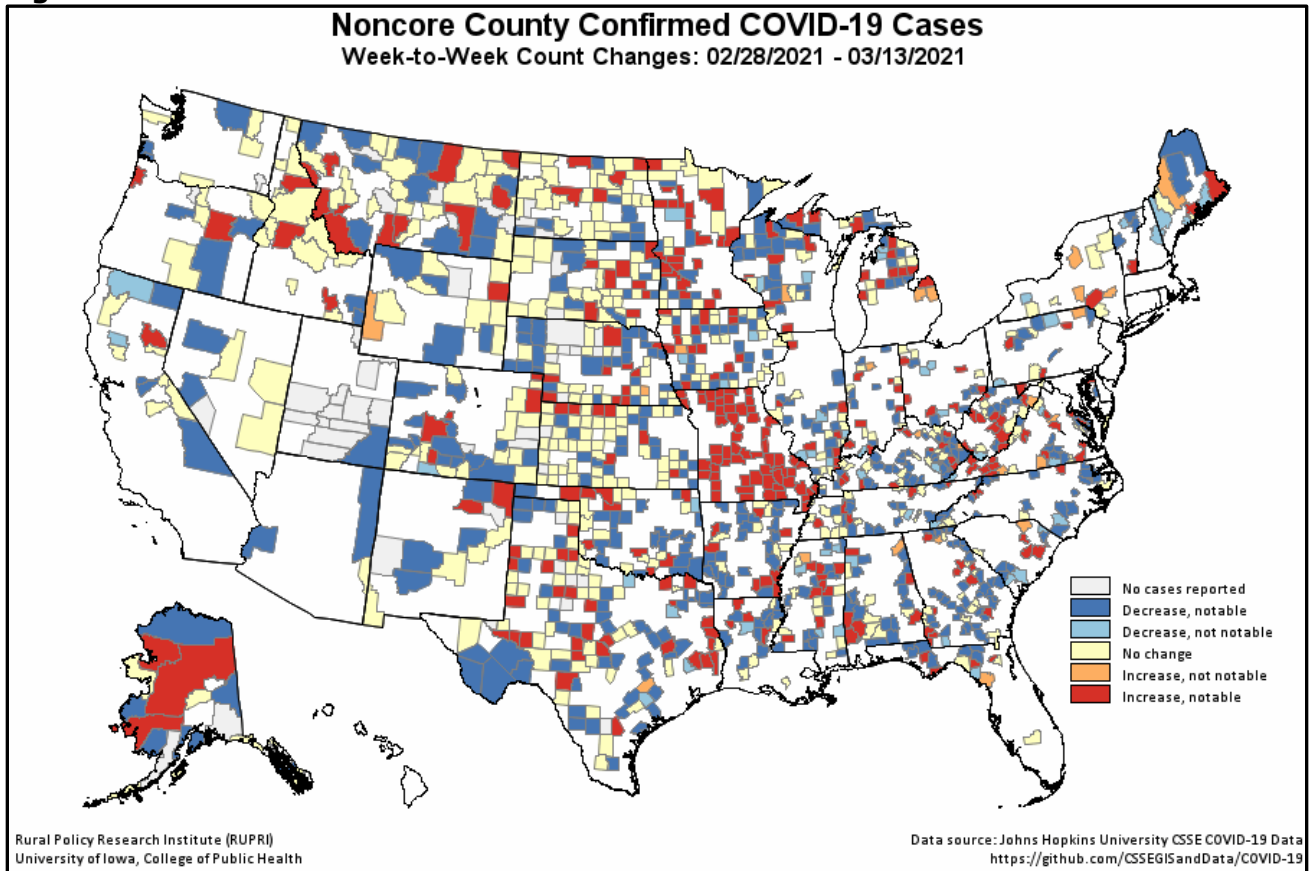 Noncore County Confirmed COVID-19 Cases
Week-to-Week Count Changes: 02/28/2021 - 03/13/2021
No cases reported
Decrease, notable
Decrease, not notable
No change
Increase, not notable
Increase, notable
Rural Policy Research Institute (RUPRI)
University of Iowa, College of Public Health
Data source: Johns Hopkins University CSSE COVID-19 Data
https://github.com/CSSEGISandData/COVID-19